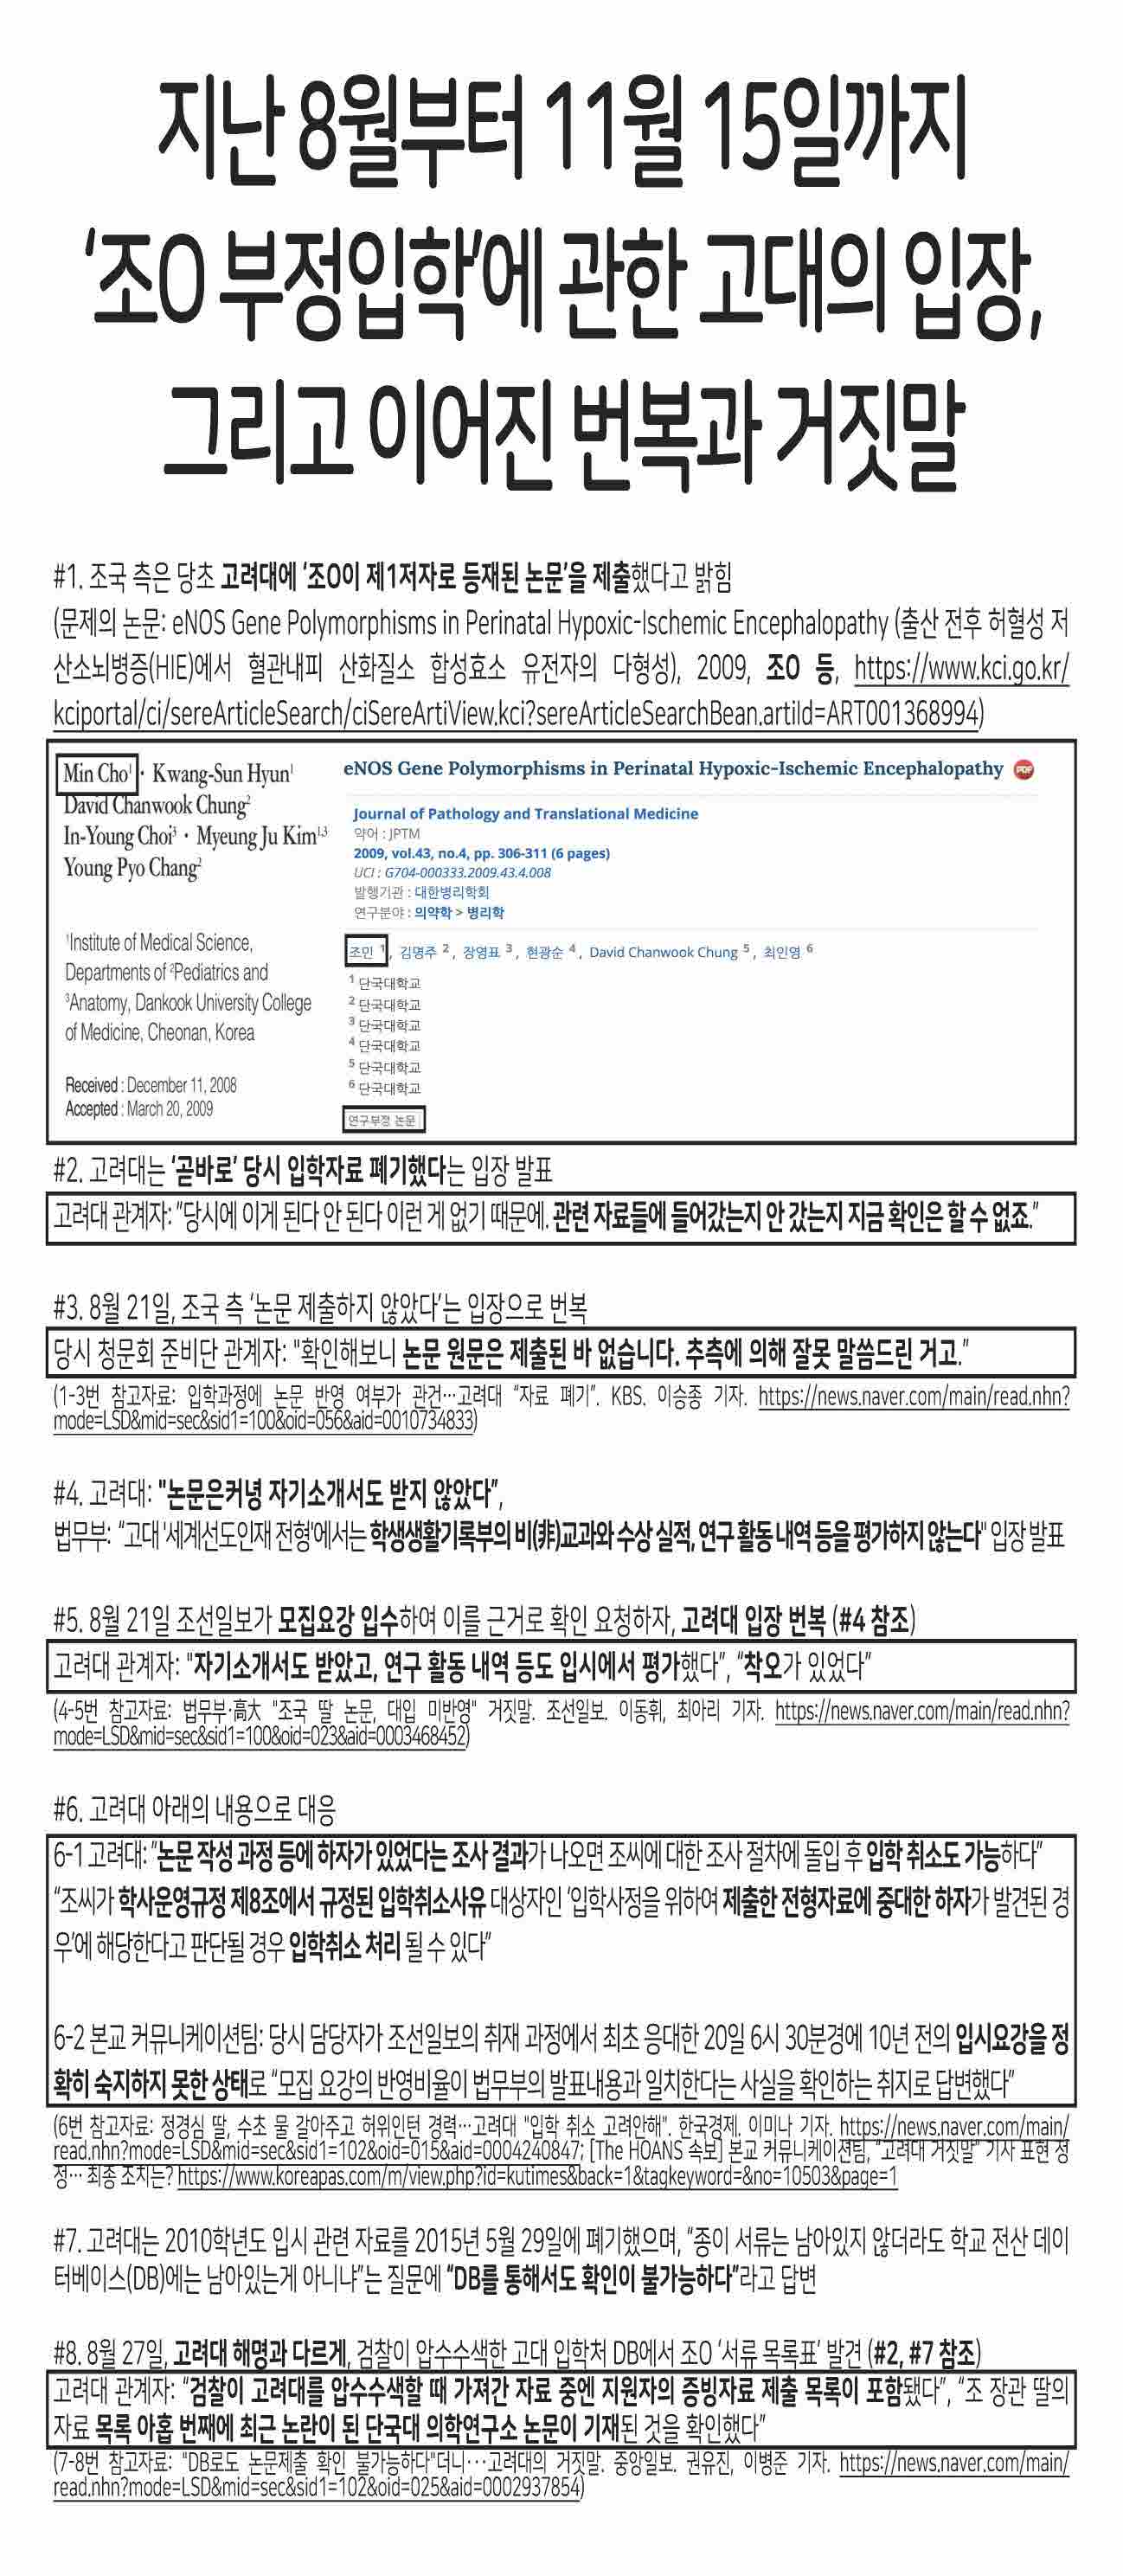 지난 8월부터 11월 15일까지
'조O 부정입학'에 관한 고대의 입장,
그리고 이어진 번복과 거짓말
#1. 조국 측은 당초 고려대에 '조O이 제1저자로 등재된 논문'을 제출했다고 밝힘
(문제의 논문: eNOS Gene Polymorphisms in Perinatal Hypoxic-Ischemic Encephalopathy (출산 전후 허혈성 저
산소뇌병증(HIE)에서 혈관내피 산화질소 합성효소 유전자의 다형성), 2009, 조O 등, https://www.kci.go.kr/
kciportal/ci/sereArticleSearch/ciSereArtiView.kci?sereArticleSearchBean.artiId=ART001368994)
Min Cho¹ · Kwang-Sun Hyun¹
David Chanwook Chung²
In-Young Choi³ · Myeung Ju Kim¹,³
Young Pyo Chang²
¹Institute of Medical Science,
Departments of ²Pediatrics and
³Anatomy, Dankook University College
of Medicine, Cheonan, Korea
Received : December 11, 2008
Accepted : March 20, 2009
eNOS Gene Polymorphisms in Perinatal Hypoxic-Ischemic Encephalopathy PDF
Journal of Pathology and Translational Medicine
약어 : JPTM
2009, vol.43, no.4, pp. 306-311 (6 pages)
UCI : G704-000333.2009.43.4.008
발행기관 : 대한병리학회
연구분야 : 의약학 > 병리학
조민 ¹, 김명주 ², 장영표 ³, 현광순 ⁴, David Chanwook Chung ⁵, 최인영 ⁶
¹ 단국대학교
² 단국대학교
³ 단국대학교
⁴ 단국대학교
⁵ 단국대학교
⁶ 단국대학교
연구부정 논문
#2. 고려대는 '곧바로' 당시 입학자료 폐기했다는 입장 발표
고려대 관계자: "당시에 이게 된다 안 된다 이런 게 없기 때문에. 관련 자료들에 들어갔는지 안 갔는지 지금 확인은 할 수 없죠."
#3. 8월 21일, 조국 측 '논문 제출하지 않았다'는 입장으로 번복
당시 청문회 준비단 관계자: "확인해보니 논문 원문은 제출된 바 없습니다. 추측에 의해 잘못 말씀드린 거고."
(1-3번 참고자료: 입학과정에 논문 반영 여부가 관건…고려대 "자료 폐기". KBS. 이승종 기자. https://news.naver.com/main/read.nhn?
mode=LSD&mid=sec&sid1=100&oid=056&aid=0010734833)
#4. 고려대: "논문은커녕 자기소개서도 받지 않았다",
법무부: "고대 '세계선도인재 전형'에서는 학생생활기록부의 비(非)교과와 수상 실적, 연구 활동 내역 등을 평가하지 않는다" 입장 발표
#5. 8월 21일 조선일보가 모집요강 입수하여 이를 근거로 확인 요청하자, 고려대 입장 번복 (#4 참조)
고려대 관계자: "자기소개서도 받았고, 연구 활동 내역 등도 입시에서 평가했다", "착오가 있었다"
(4-5번 참고자료: 법무부·高大 "조국 딸 논문, 대입 미반영" 거짓말. 조선일보. 이동휘, 최아리 기자. https://news.naver.com/main/read.nhn?
mode=LSD&mid=sec&sid1=100&oid=023&aid=0003468452)
#6. 고려대 아래의 내용으로 대응
6-1 고려대: "논문 작성 과정 등에 하자가 있었다는 조사 결과가 나오면 조씨에 대한 조사 절차에 돌입 후 입학 취소도 가능하다"
"조씨가 학사운영규정 제8조에서 규정된 입학취소사유 대상자인 '입학사정을 위하여 제출한 전형자료에 중대한 하자가 발견된 경
우'에 해당한다고 판단될 경우 입학취소 처리 될 수 있다"
6-2 본교 커뮤니케이션팀: 당시 담당자가 조선일보의 취재 과정에서 최초 응대한 20일 6시 30분경에 10년 전의 입시요강을 정
확히 숙지하지 못한 상태로 "모집 요강의 반영비율이 법무부의 발표내용과 일치한다는 사실을 확인하는 취지로 답변했다"
(6번 참고자료: 정경심 딸, 수초 물 갈아주고 허위인턴 경력…고려대 "입학 취소 고려안해". 한국경제. 이미나 기자. https://news.naver.com/main/
read.nhn?mode=LSD&mid=sec&sid1=102&oid=015&aid=0004240847; [The HOANS 속보] 본교 커뮤니케이션팀, "고려대 거짓말" 기사 표현 정
정… 최종 조치는? https://www.koreapas.com/m/view.php?id=kutimes&back=1&tagkeyword=&no=10503&page=1
#7. 고려대는 2010학년도 입시 관련 자료를 2015년 5월 29일에 폐기했으며, "종이 서류는 남아있지 않더라도 학교 전산 데이
터베이스(DB)에는 남아있는게 아니냐"는 질문에 "DB를 통해서도 확인이 불가능하다"라고 답변
#8. 8월 27일, 고려대 해명과 다르게, 검찰이 압수수색한 고대 입학처 DB에서 조O '서류 목록표' 발견 (#2, #7 참조)
고려대 관계자: "검찰이 고려대를 압수수색할 때 가져간 자료 중엔 지원자의 증빙자료 제출 목록이 포함됐다", "조 장관 딸의
자료 목록 아홉 번째에 최근 논란이 된 단국대 의학연구소 논문이 기재된 것을 확인했다"
(7-8번 참고자료: "DB로도 논문제출 확인 불가능하다"더니…고려대의 거짓말. 중앙일보. 권유진, 이병준 기자. https://news.naver.com/main/
read.nhn?mode=LSD&mid=sec&sid1=102&oid=025&aid=0002937854)